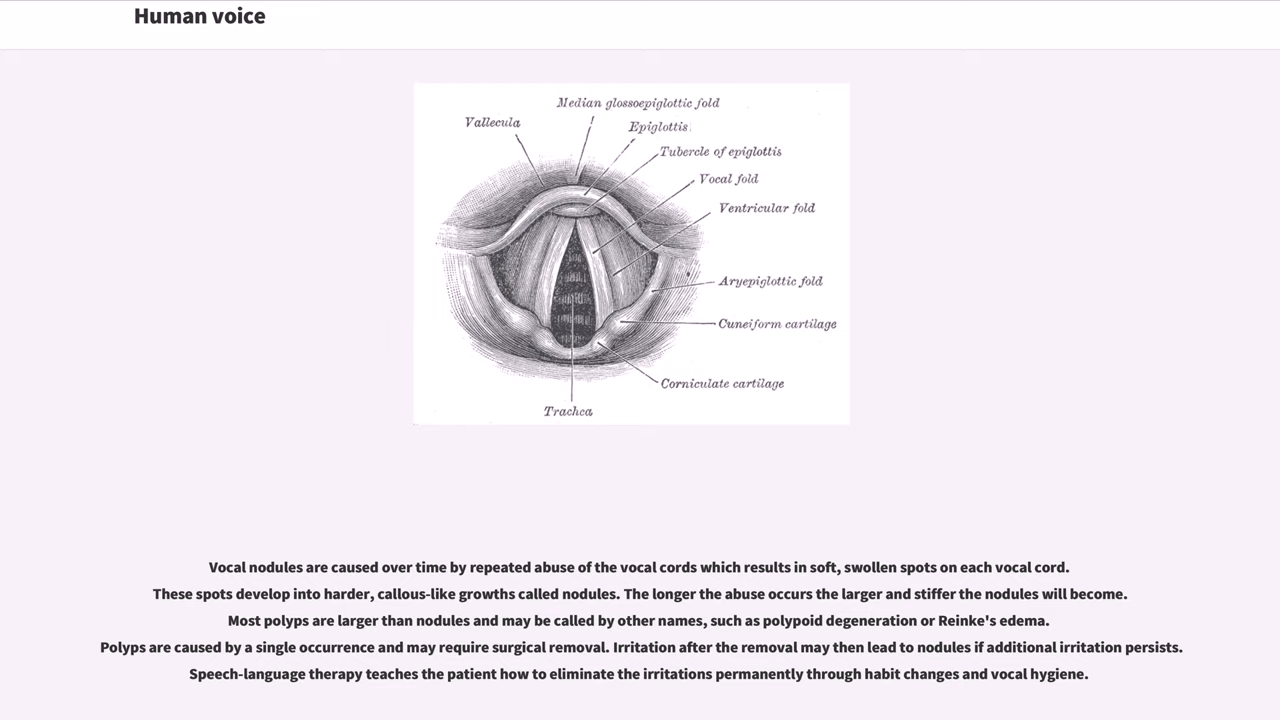 Human voice
Median glossoepiglottic fold
Vallecula
Epiglottis
Tubercle of epiglottis
Vocal fold
Ventricular fold
Aryepiglottic fold
Cuneiform cartilage
Corniculate cartilage
Trachea
Vocal nodules are caused over time by repeated abuse of the vocal cords which results in soft, swollen spots on each vocal cord.
These spots develop into harder, callous-like growths called nodules. The longer the abuse occurs the larger and stiffer the nodules will become.
Most polyps are larger than nodules and may be called by other names, such as polypoid degeneration or Reinke's edema.
Polyps are caused by a single occurrence and may require surgical removal. Irritation after the removal may then lead to nodules if additional irritation persists.
Speech-language therapy teaches the patient how to eliminate the irritations permanently through habit changes and vocal hygiene.